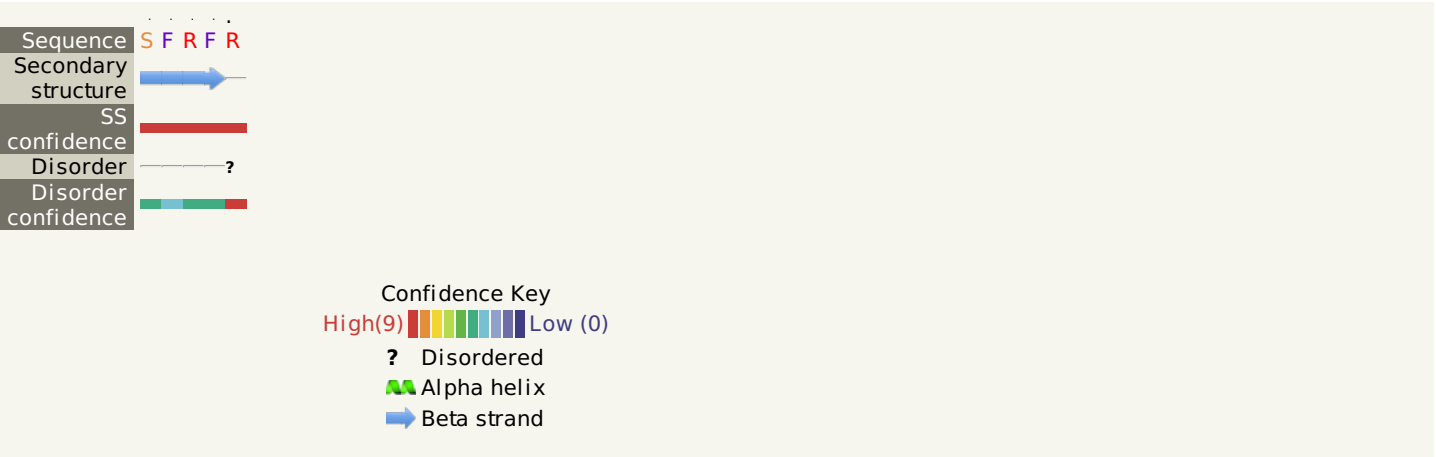 Sequence S F R F R
Secondary
structure
SS
confidence
Disorder ?
Disorder
confidence
Confidence Key
High(9) Low (0)
? Disordered
Alpha helix
Beta strand